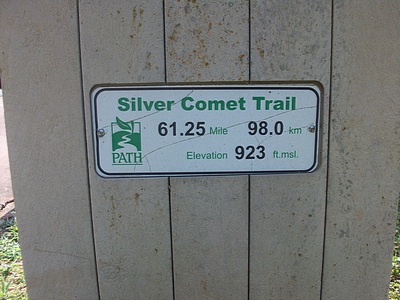 Silver Comet Trail
61.25 Mile 98.0 km
PATH
Elevation 923 ft.msl.